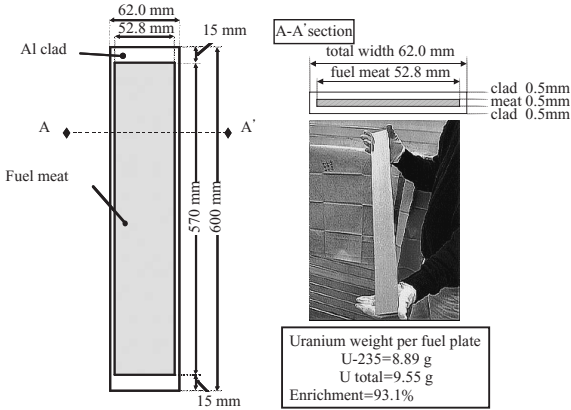 62.0 mm
52.8 mm
15 mm
Al clad
A
A'
Fuel meat
570 mm
600 mm
15 mm
A-A' section
total width 62.0 mm
fuel meat 52.8 mm
clad 0.5mm
meat 0.5mm
clad 0.5mm
Uranium weight per fuel plate
U-235=8.89 g
U total=9.55 g
Enrichment=93.1%